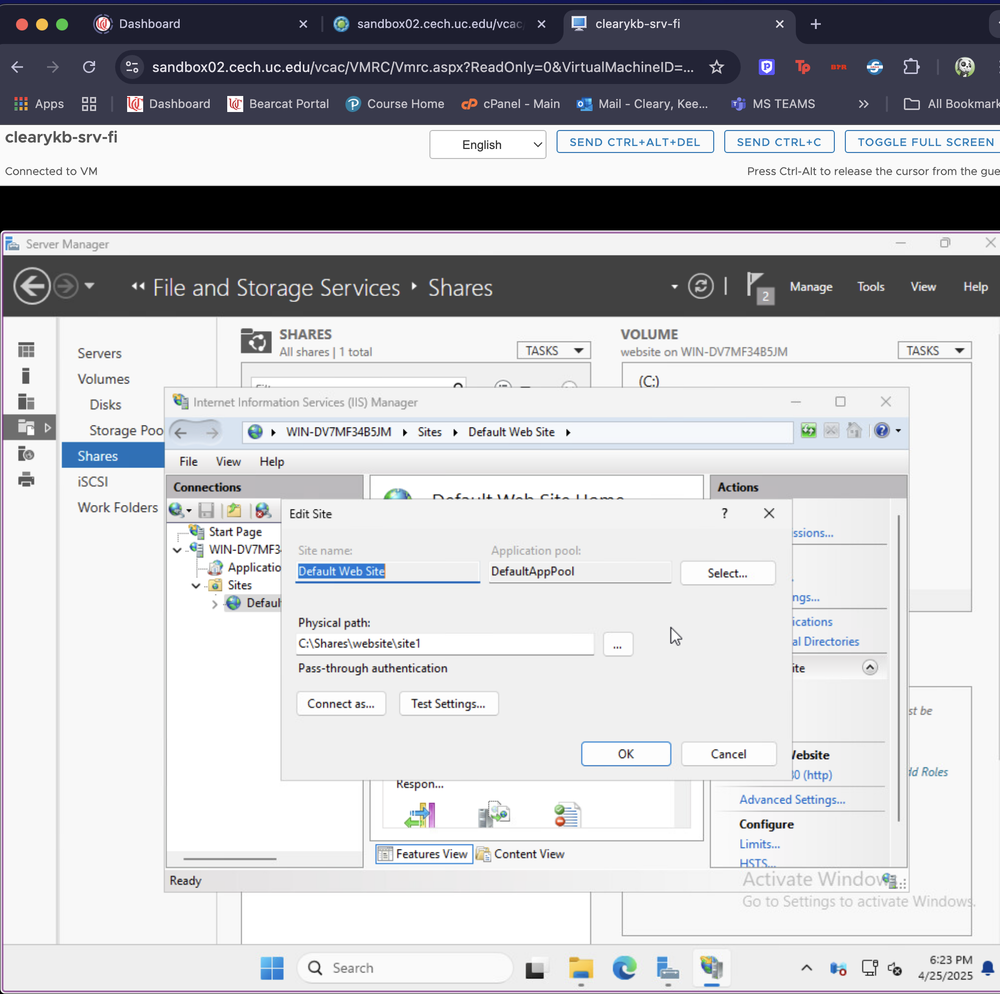 Dashboard
sandbox02.cech.uc.edu/vcac/
clearykb-srv-fi
sandbox02.cech.uc.edu/vcac/VMRC/Vmrc.aspx?ReadOnly=0&VirtualMachineID=...
Apps
Dashboard
Bearcat Portal
Course Home
cPanel - Main
Mail - Cleary, Kee...
MS TEAMS
All Bookmark
clearykb-srv-fi
English
SEND CTRL+ALT+DEL
SEND CTRL+C
TOGGLE FULL SCREEN
Connected to VM
Press Ctrl-Alt to release the cursor from the gue
Server Manager
File and Storage Services
Shares
2
Manage
Tools
View
Help
Servers
Volumes
Disks
Storage Poo
Shares
iSCSI
Work Folders
SHARES
All shares | 1 total
TASKS
VOLUME
website on WIN-DV7MF34B5JM
TASKS
(C:)
Internet Information Services (IIS) Manager
WIN-DV7MF34B5JM
Sites
Default Web Site
File
View
Help
Connections
Start Page
WIN-DV7MF3
Applicatio
Sites
Defaul
Default Web Site Home
Actions
Edit Site
?
Site name:
Application pool:
Default Web Site
DefaultAppPool
Select...
Physical path:
C:\Shares\website\site1
...
Pass-through authentication
Connect as...
Test Settings...
OK
Cancel
ssions...
ngs...
ications
al Directories
ite
Website
80 (http)
Advanced Settings...
Configure
Limits...
HSTS...
st be
dd Roles
Respon...
Features View
Content View
Ready
Activate Windows
Go to Settings to activate Windows.
Search
6:23 PM
4/25/2025